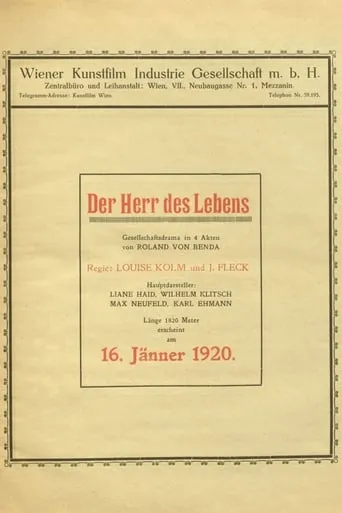 Wiener Kunstfilm Industrie Gesellschaft m. b. H.
Zentralbüro und Leihanstalt: Wien, VII., Neubaugasse Nr. 1, Mezzanin.
Telegramm-Adresse: Kunstfilm Wien.
Telephon Nr. 39.195.
Der Herr des Lebens
Gesellschaftsdrama in 4 Akten
von ROLAND VON BENDA
Regie: LOUISE KOLM und J. FLECK
Hauptdarsteller:
LIANE HAID, WILHELM KLITSCH
MAX NEUFELD, KARL EHMANN
Länge 1820 Meter
erscheint
am
16. Jänner 1920.